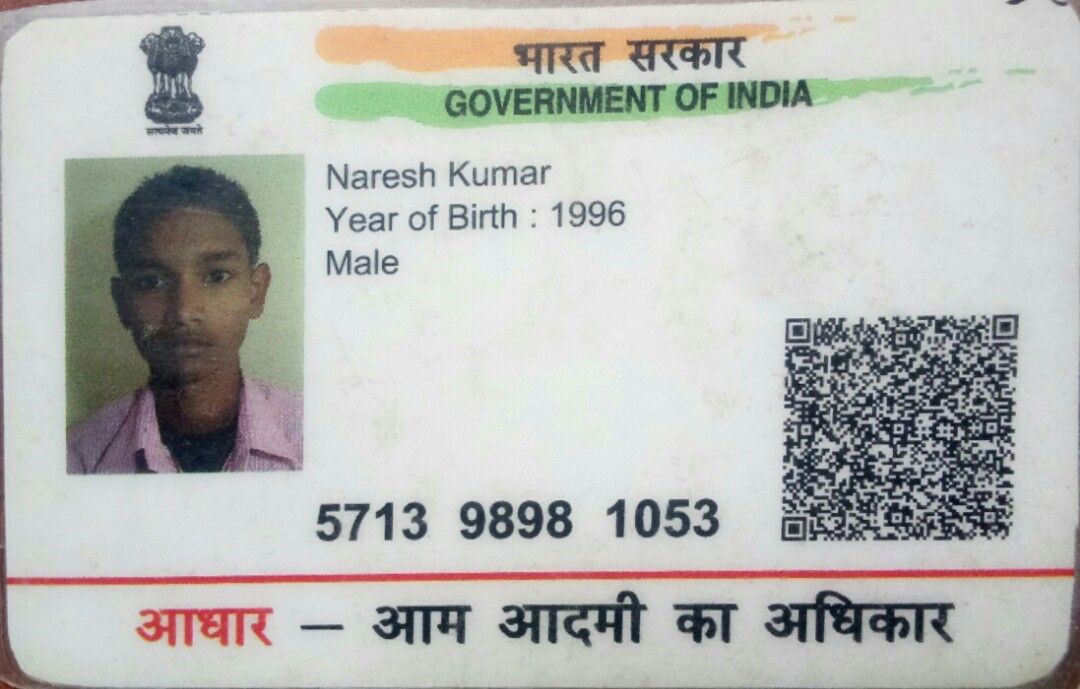 सत्यमेव जयते
भारत सरकार
GOVERNMENT OF INDIA
Naresh Kumar
Year of Birth : 1996
Male
5713 9898 1053
आधार – आम आदमी का अधिकार